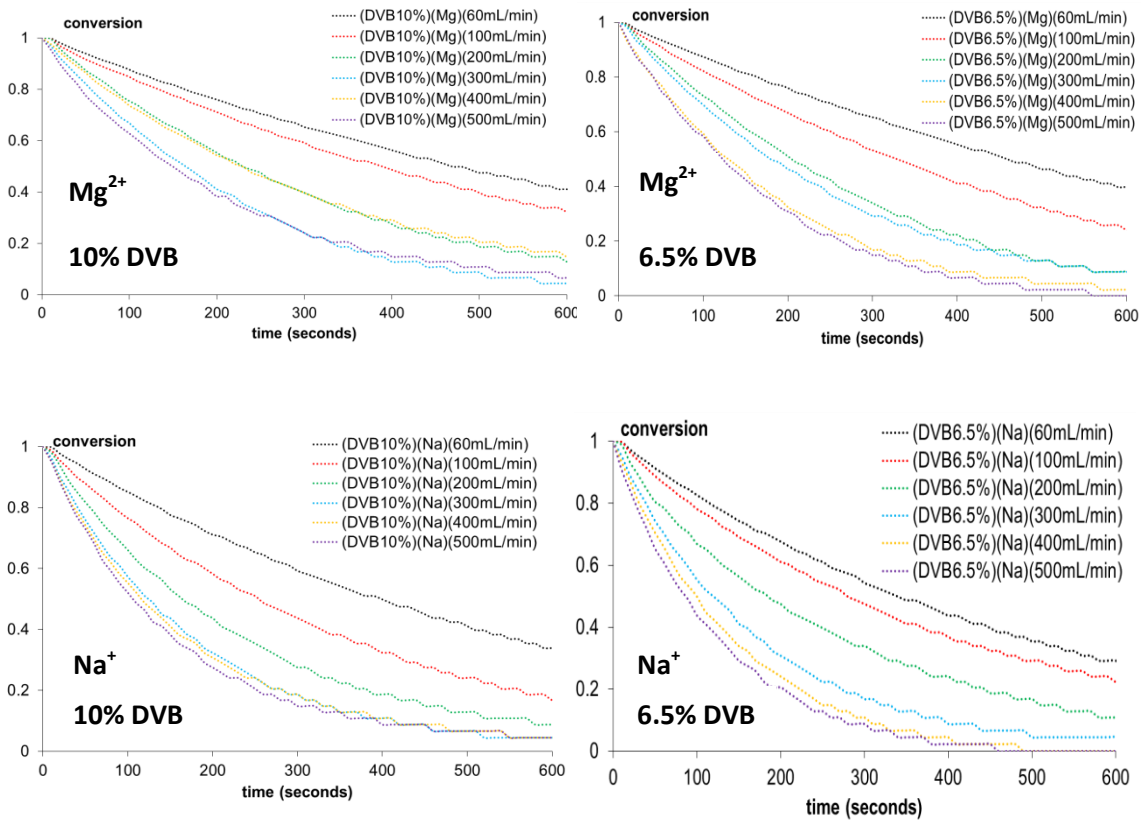 conversion
(DVB10%)(Mg)(60mL/min)
(DVB10%)(Mg)(100mL/min)
(DVB10%)(Mg)(200mL/min)
(DVB10%)(Mg)(300mL/min)
(DVB10%)(Mg)(400mL/min)
(DVB10%)(Mg)(500mL/min)
1
0.8
0.6
0.4
0.2
0
Mg2+
10% DVB
0 100 200 300 400 500 600
time (seconds)
conversion
(DVB6.5%)(Mg)(60mL/min)
(DVB6.5%)(Mg)(100mL/min)
(DVB6.5%)(Mg)(200mL/min)
(DVB6.5%)(Mg)(300mL/min)
(DVB6.5%)(Mg)(400mL/min)
(DVB6.5%)(Mg)(500mL/min)
1
0.8
0.6
0.4
0.2
0
Mg2+
6.5% DVB
0 100 200 300 400 500 600
time (seconds)
conversion
(DVB10%)(Na)(60mL/min)
(DVB10%)(Na)(100mL/min)
(DVB10%)(Na)(200mL/min)
(DVB10%)(Na)(300mL/min)
(DVB10%)(Na)(400mL/min)
(DVB10%)(Na)(500mL/min)
1
0.8
0.6
0.4
0.2
0
Na+
10% DVB
0 100 200 300 400 500 600
time (seconds)
conversion
(DVB6.5%)(Na)(60mL/min)
(DVB6.5%)(Na)(100mL/min)
(DVB6.5%)(Na)(200mL/min)
(DVB6.5%)(Na)(300mL/min)
(DVB6.5%)(Na)(400mL/min)
(DVB6.5%)(Na)(500mL/min)
1
0.8
0.6
0.4
0.2
0
Na+
6.5% DVB
0 100 200 300 400 500 600
time (seconds)